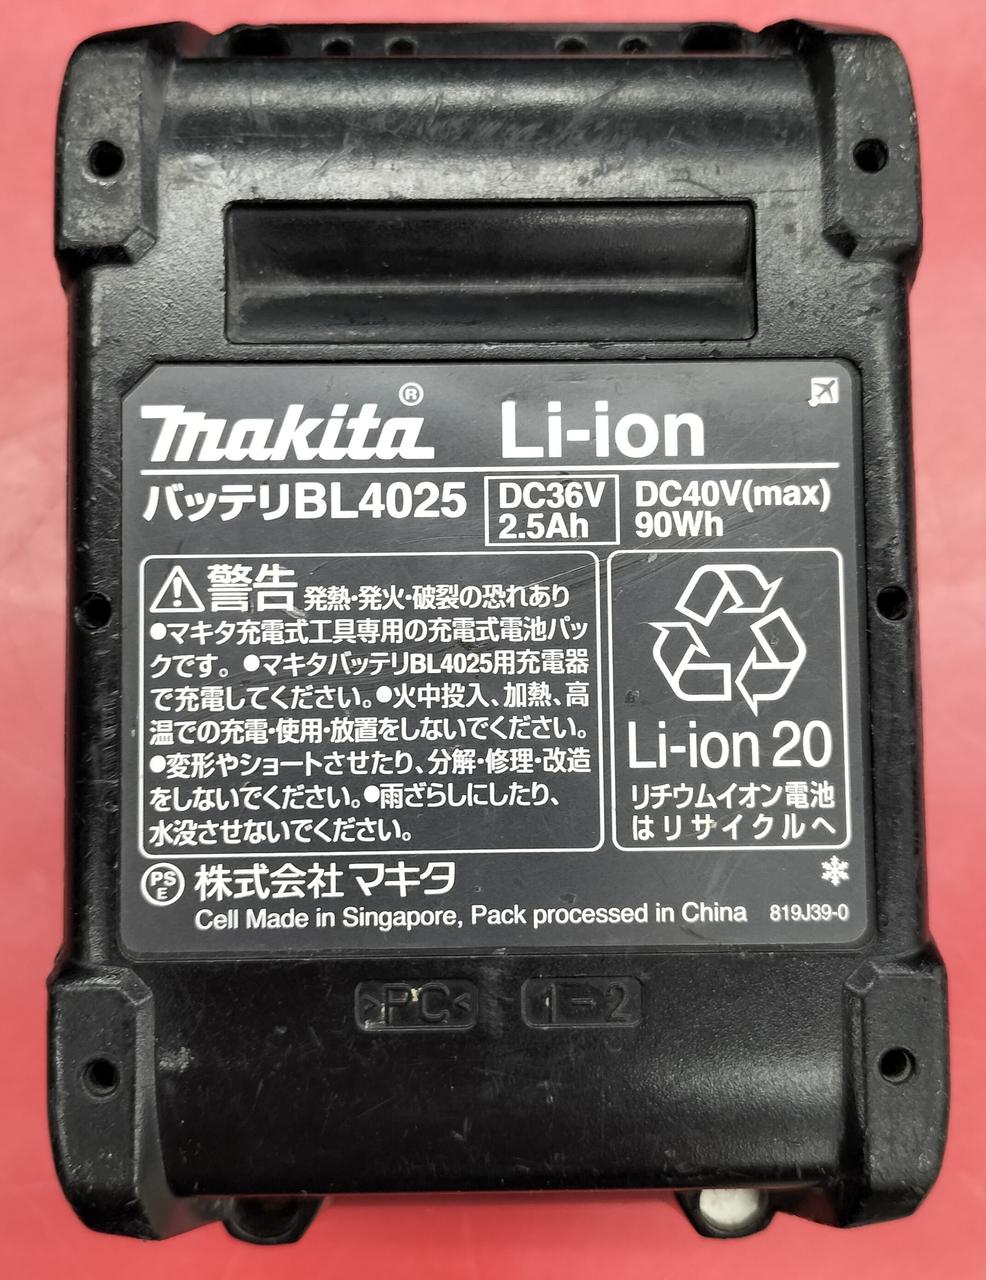 makita® Li-ion
バッテリBL4025 DC36V 2.5Ah DC40V(max) 90Wh
警告 発熱・発火・破裂の恐れあり
●マキタ充電式工具専用の充電式電池パッ
クです。●マキタバッテリBL4025用充電器
で充電してください。●火中投入、加熱、高
温での充電・使用・放置をしないでください。
●変形やショートさせたり、分解・修理・改造
をしないでください。●雨ざらしにしたり、
水没させないでください。
Li-ion 20
リチウムイオン電池
はリサイクルへ
PS E 株式会社マキタ
Cell Made in Singapore, Pack processed in China 819J39-0
>PC< 1-2